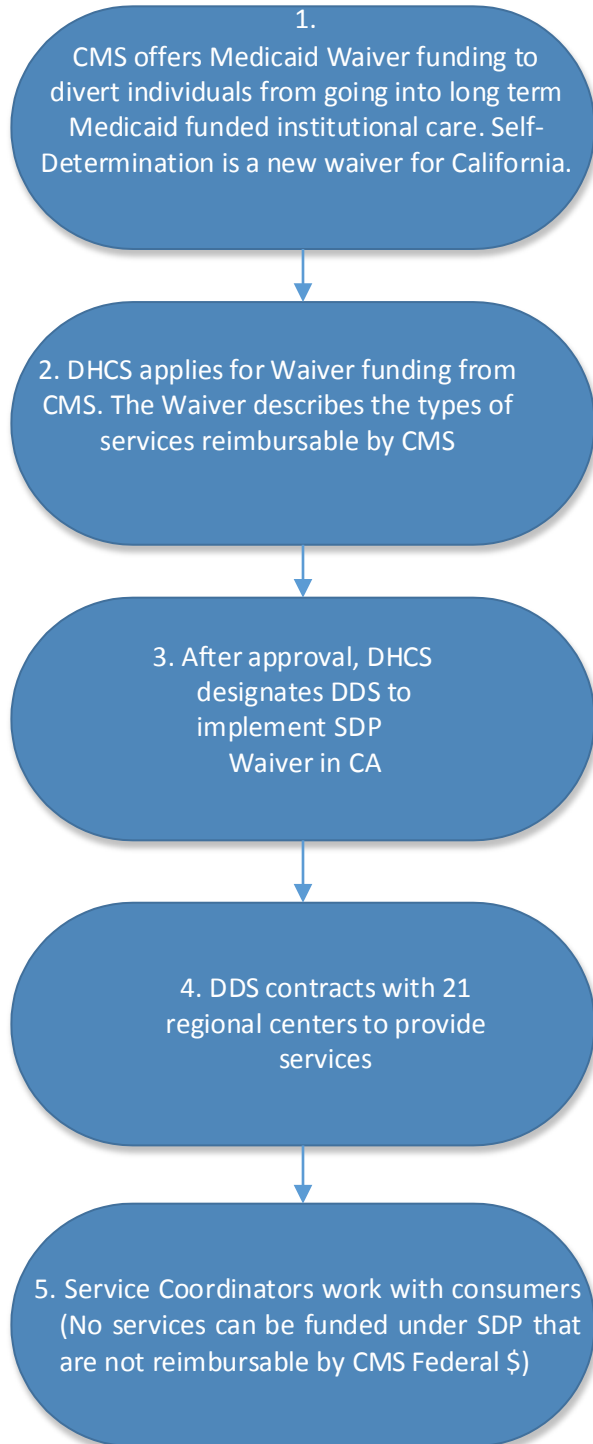 1.
CMS offers Medicaid Waiver funding to
divert individuals from going into long term
Medicaid funded institutional care. Self-
Determination is a new waiver for California.
2. DHCS applies for Waiver funding from
CMS. The Waiver describes the types of
services reimbursable by CMS
3. After approval, DHCS
designates DDS to
implement SDP
Waiver in CA
4. DDS contracts with 21
regional centers to provide
services
5. Service Coordinators work with consumers
(No services can be funded under SDP that
are not reimbursable by CMS Federal $)